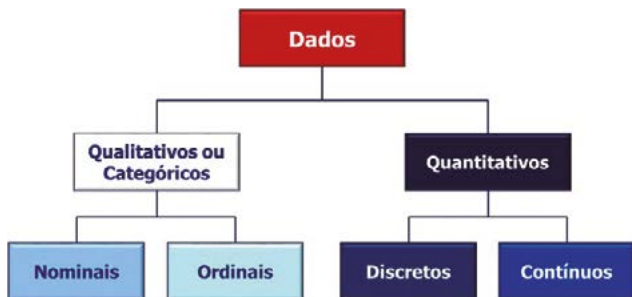 Dados
Qualitativos ou
Categóricos
Quantitativos
Nominais
Ordinais
Discretos
Contínuos